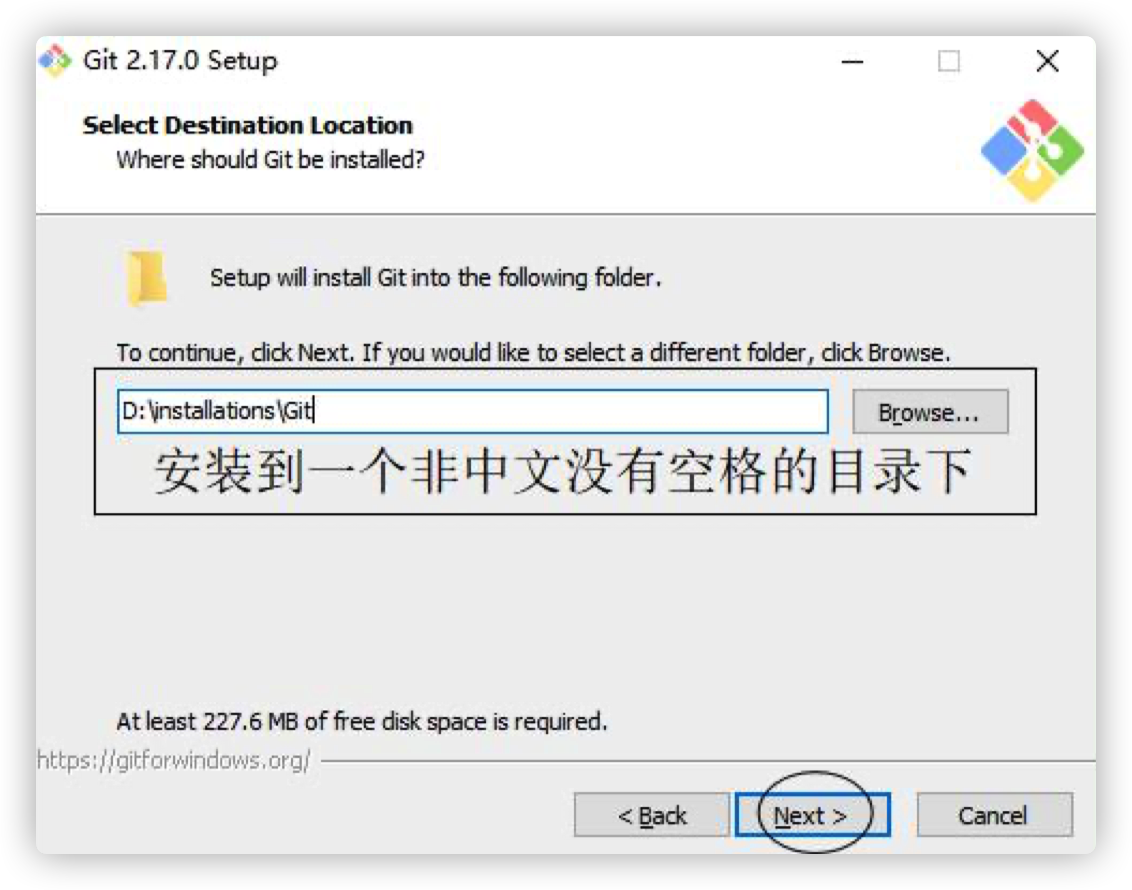 Git 2.17.0 Setup
Select Destination Location
Where should Git be installed?
Setup will install Git into the following folder.
To continue, click Next. If you would like to select a different folder, click Browse.
D:\installations\Git
Browse...
安装到一个非中文没有空格的目录下
At least 227.6 MB of free disk space is required.
https://gitforwindows.org/
< Back
Next >
Cancel